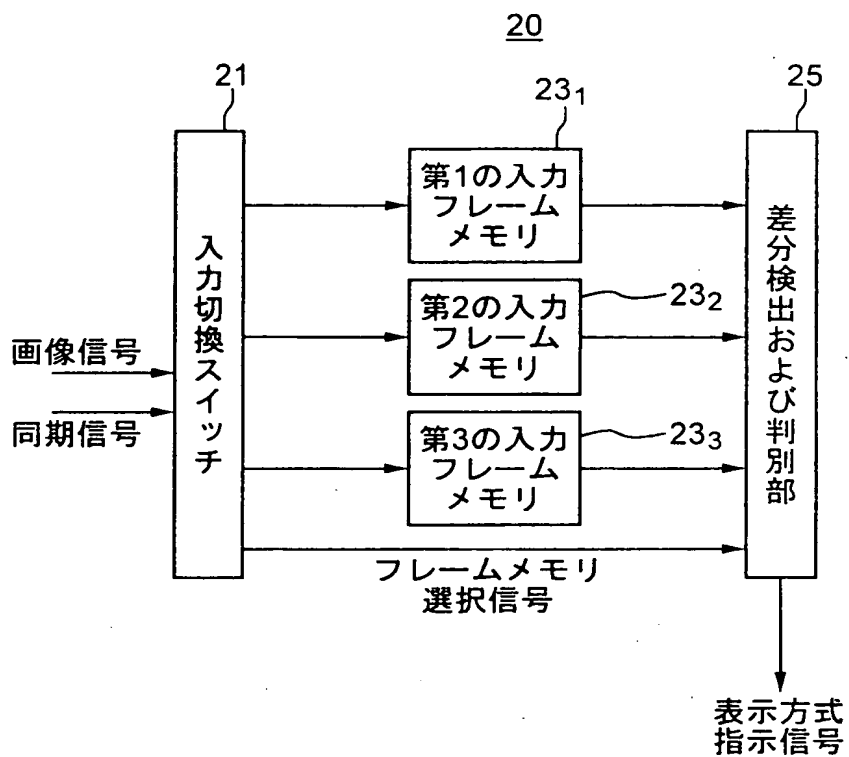 20
21
23₁
25
第1の入力
フレーム
メモリ
入力切換スイッチ
差分検出および判別部
第2の入力
フレーム
メモリ
23₂
画像信号
同期信号
第3の入力
フレーム
メモリ
23₃
フレームメモリ
選択信号
表示方式
指示信号